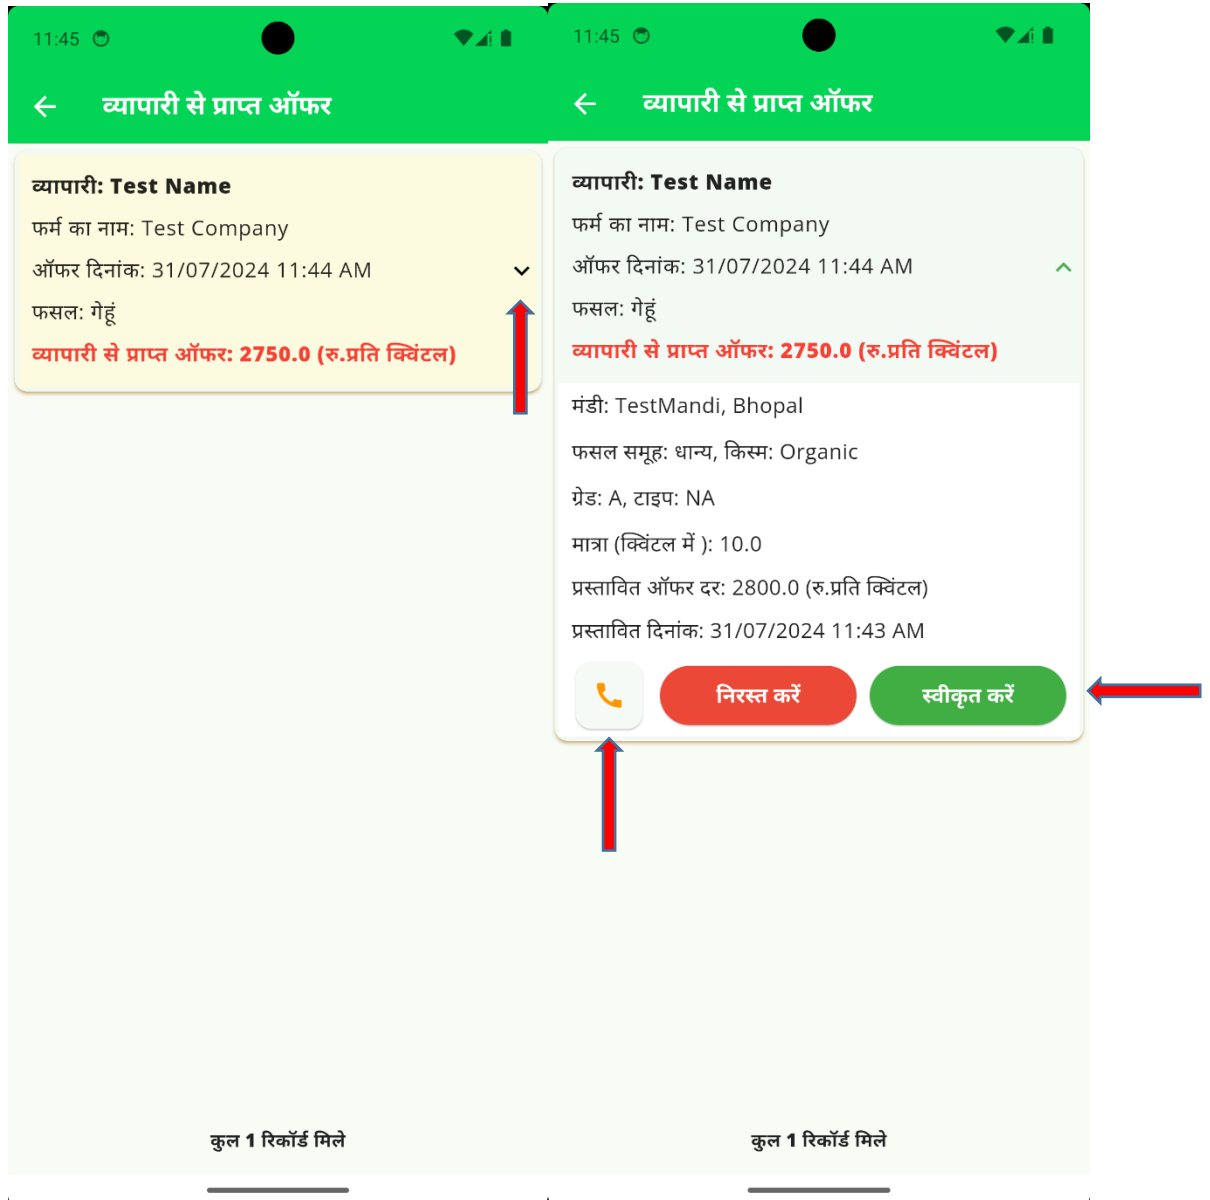 11:45
व्यापारी से प्राप्त ऑफर
व्यापारी: Test Name
फर्म का नाम: Test Company
ऑफर दिनांक: 31/07/2024 11:44 AM
फसल: गेहूं
व्यापारी से प्राप्त ऑफर: 2750.0 (रु.प्रति क्विंटल)
कुल 1 रिकॉर्ड मिले
11:45
व्यापारी से प्राप्त ऑफर
व्यापारी: Test Name
फर्म का नाम: Test Company
ऑफर दिनांक: 31/07/2024 11:44 AM
फसल: गेहूं
व्यापारी से प्राप्त ऑफर: 2750.0 (रु.प्रति क्विंटल)
मंडी: TestMandi, Bhopal
फसल समूह: धान्य, किस्म: Organic
ग्रेड: A, टाइप: NA
मात्रा (क्विंटल में ): 10.0
प्रस्तावित ऑफर दर: 2800.0 (रु.प्रति क्विंटल)
प्रस्तावित दिनांक: 31/07/2024 11:43 AM
निरस्त करें
स्वीकृत करें
कुल 1 रिकॉर्ड मिले